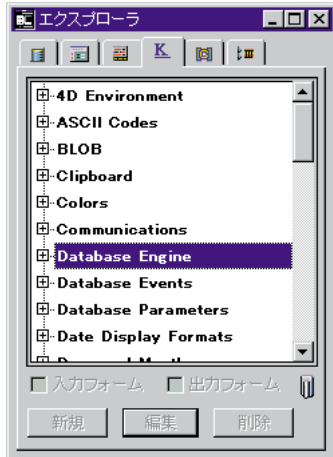 エクスプローラ
K
4D Environment
ASCII Codes
BLOB
Clipboard
Colors
Communications
Database Engine
Database Events
Database Parameters
Date Display Formats
入力フォーム 出力フォーム
新規 編集 削除